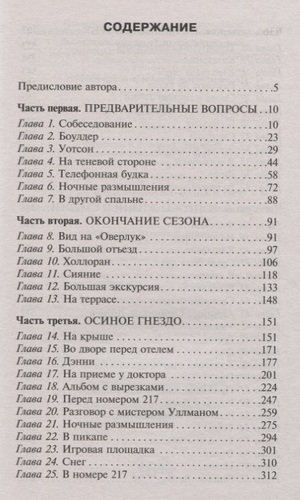 СОДЕРЖАНИЕ
Предисловие автора 5
Часть первая. ПРЕДВАРИТЕЛЬНЫЕ ВОПРОСЫ 10
Глава 1. Собеседование 10
Глава 2. Боулдер 23
Глава 3. Уотсон 29
Глава 4. На теневой стороне 44
Глава 5. Телефонная будка 58
Глава 6. Ночные размышления 72
Глава 7. В другой спальне 88
Часть вторая. ОКОНЧАНИЕ СЕЗОНА 91
Глава 8. Вид на «Оверлук» 91
Глава 9. Большой отъезд 97
Глава 10. Холлоран 106
Глава 11. Сияние 118
Глава 12. Большая экскурсия 133
Глава 13. На террасе 148
Часть третья. ОСИНОЕ ГНЕЗДО 151
Глава 14. На крыше 151
Глава 15. Во дворе перед отелем 171
Глава 16. Дэнни 177
Глава 17. На приеме у доктора 201
Глава 18. Альбом с вырезками 224
Глава 19. Перед номером 217 247
Глава 20. Разговор с мистером Уллманом 259
Глава 21. Ночные размышления 275
Глава 22. В пикапе 294
Глава 23. Игровая площадка 301
Глава 24. Снег 310
Глава 25. В номере 217 312